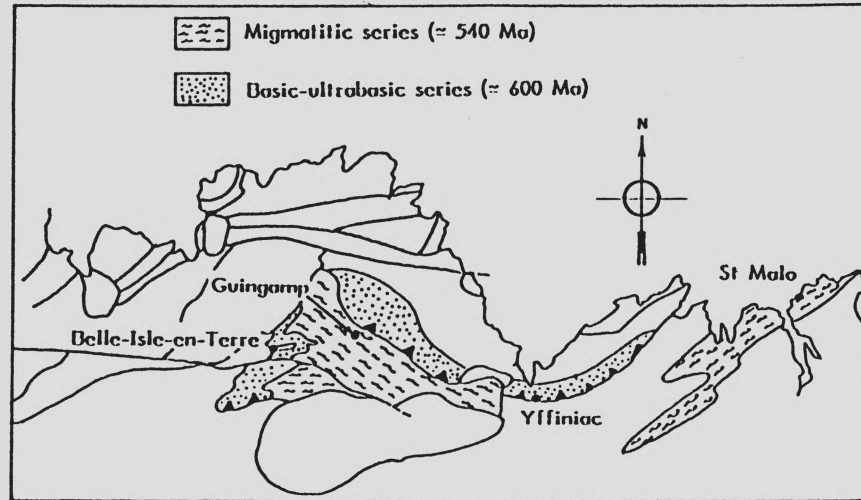 Migmatitic series (≃ 540 Ma)
Basic-ultrabasic series (≃ 600 Ma)
N
St Malo
Guingamp
Belle-Isle-en-Terre
Yffiniac